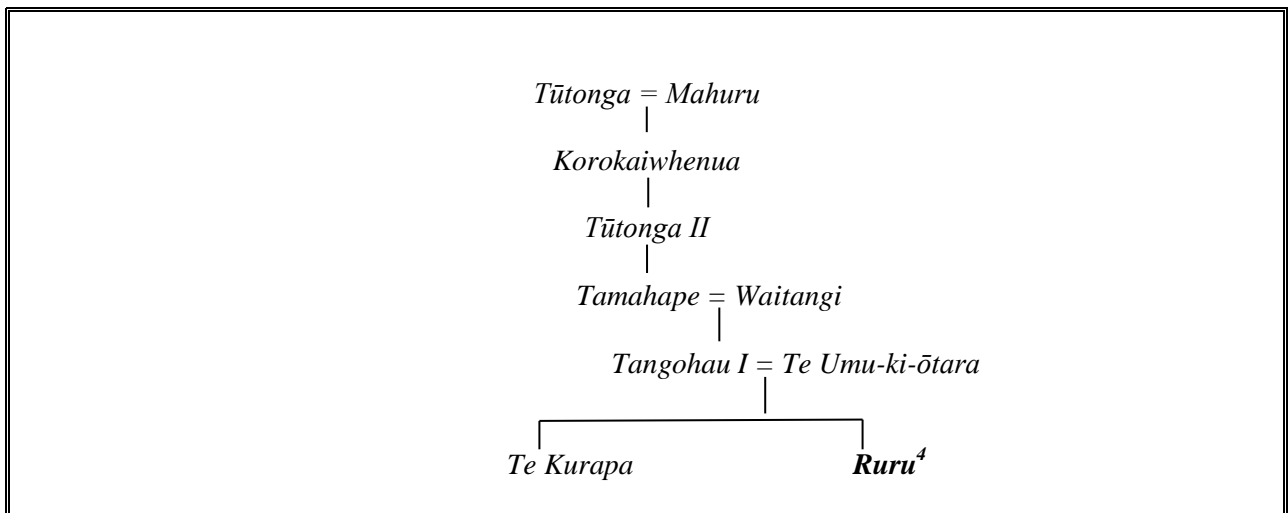 Tūtonga = Mahuru
Korokaiwhenua
Tūtonga II
Tamahape = Waitangi
Tangohau I = Te Umu-ki-ōtara
Te Kurapa Ruru⁴